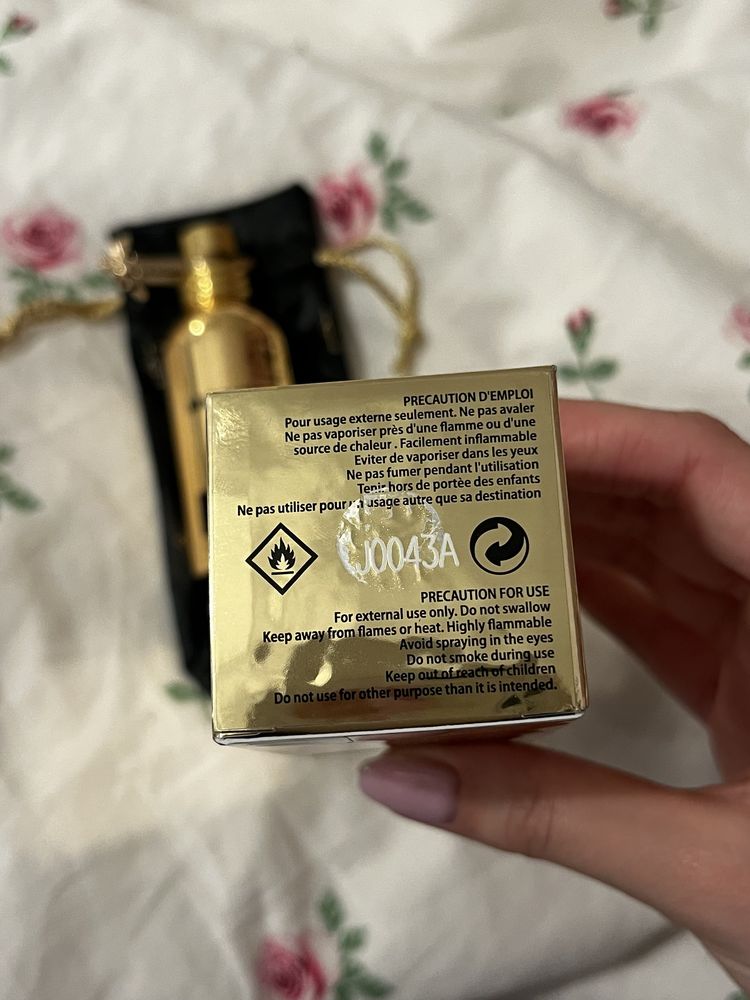 PRECAUTION D'EMPLOI
Pour usage externe seulement. Ne pas avaler
Ne pas vaporiser près d'une flamme ou d'une
source de chaleur . Facilement inflammable
Eviter de vaporiser dans les yeux
Ne pas fumer pendant l'utilisation
Tenir hors de portée des enfants
Ne pas utiliser pour un usage autre que sa destination
J0043A
PRECAUTION FOR USE
For external use only. Do not swallow
Keep away from flames or heat. Highly flammable
Avoid spraying in the eyes
Do not smoke during use
Keep out of reach of children
Do not use for other purpose than it is intended.